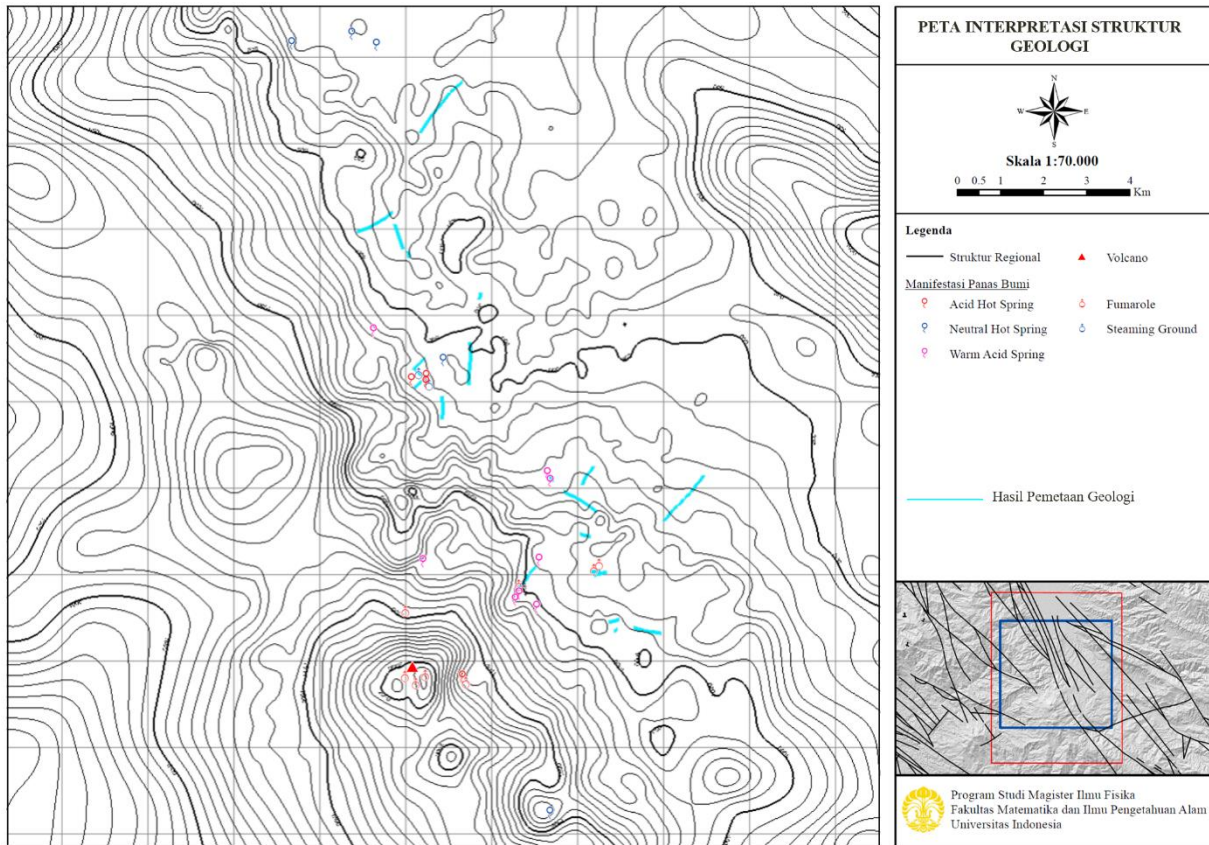 PETA INTERPRETASI STRUKTUR
GEOLOGI
N
W E
S
Skala 1:70.000
0 0.5 1 2 3 4
Km
Legenda
Struktur Regional
Volcano
Manifestasi Panas Bumi
Acid Hot Spring
Fumarole
Neutral Hot Spring
Steaming Ground
Warm Acid Spring
Hasil Pemetaan Geologi
Program Studi Magister Ilmu Fisika
Fakultas Matematika dan Ilmu Pengetahuan Alam
Universitas Indonesia